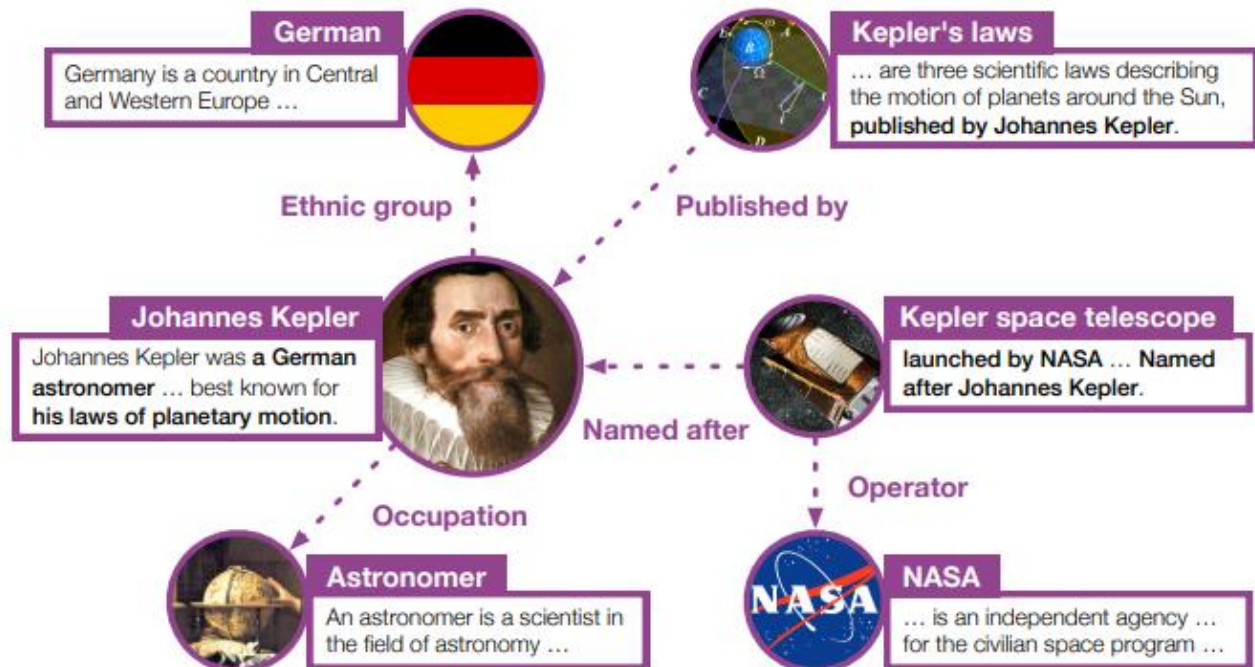 German
Germany is a country in Central
and Western Europe …
Kepler's laws
… are three scientific laws describing
the motion of planets around the Sun,
published by Johannes Kepler.
Ethnic group
Published by
Johannes Kepler
Johannes Kepler was a German
astronomer … best known for
his laws of planetary motion.
Kepler space telescope
launched by NASA … Named
after Johannes Kepler.
Named after
Occupation
Operator
Astronomer
An astronomer is a scientist in
the field of astronomy …
NASA
NASA
… is an independent agency …
for the civilian space program …